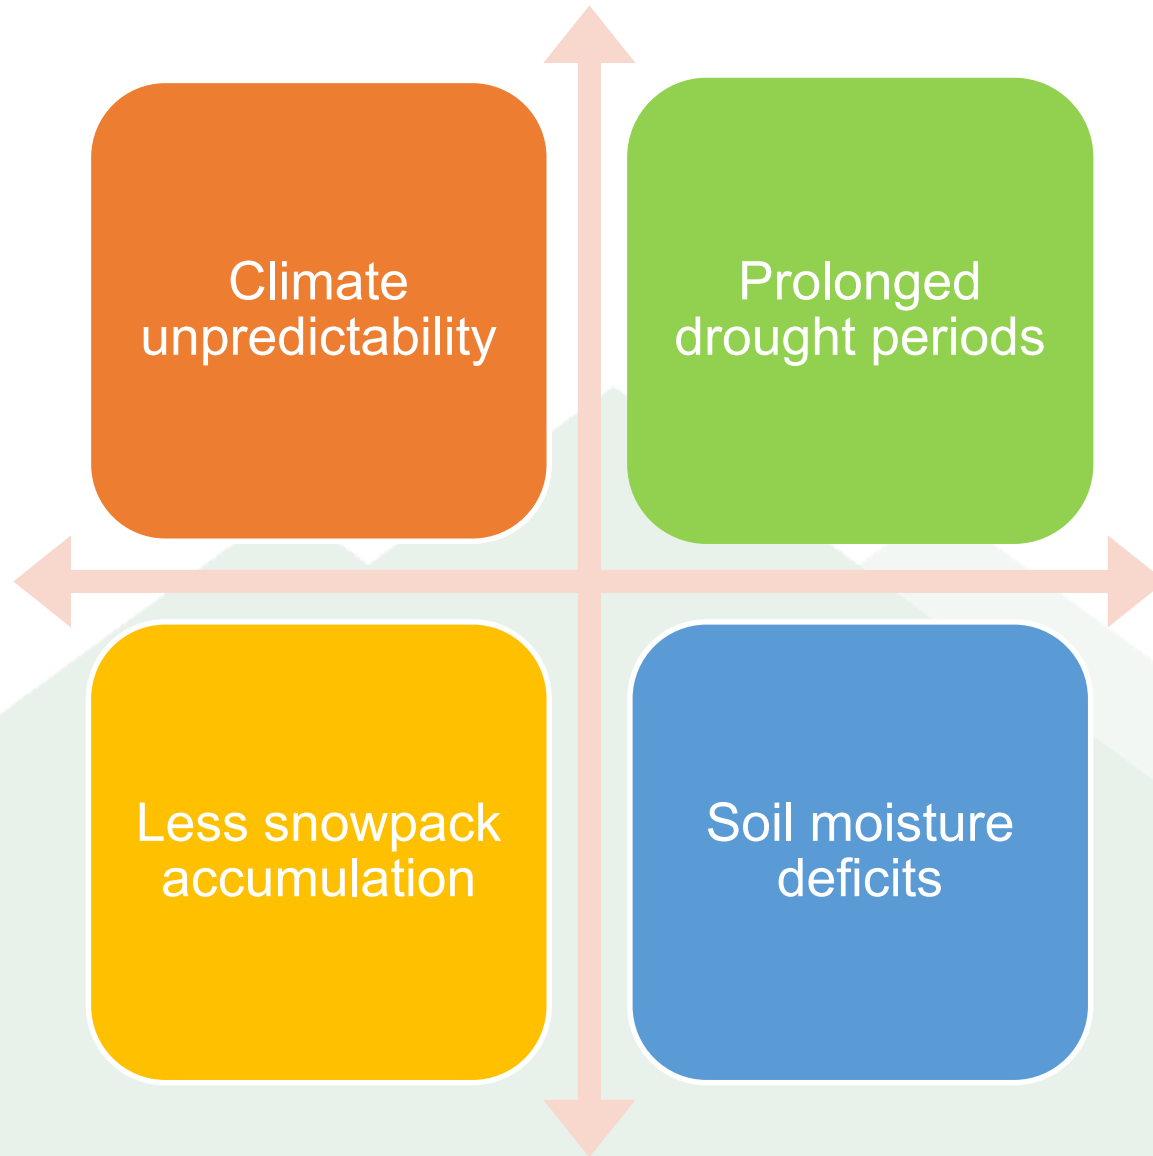 Climate
unpredictability
Prolonged
drought periods
Less snowpack
accumulation
Soil moisture
deficits